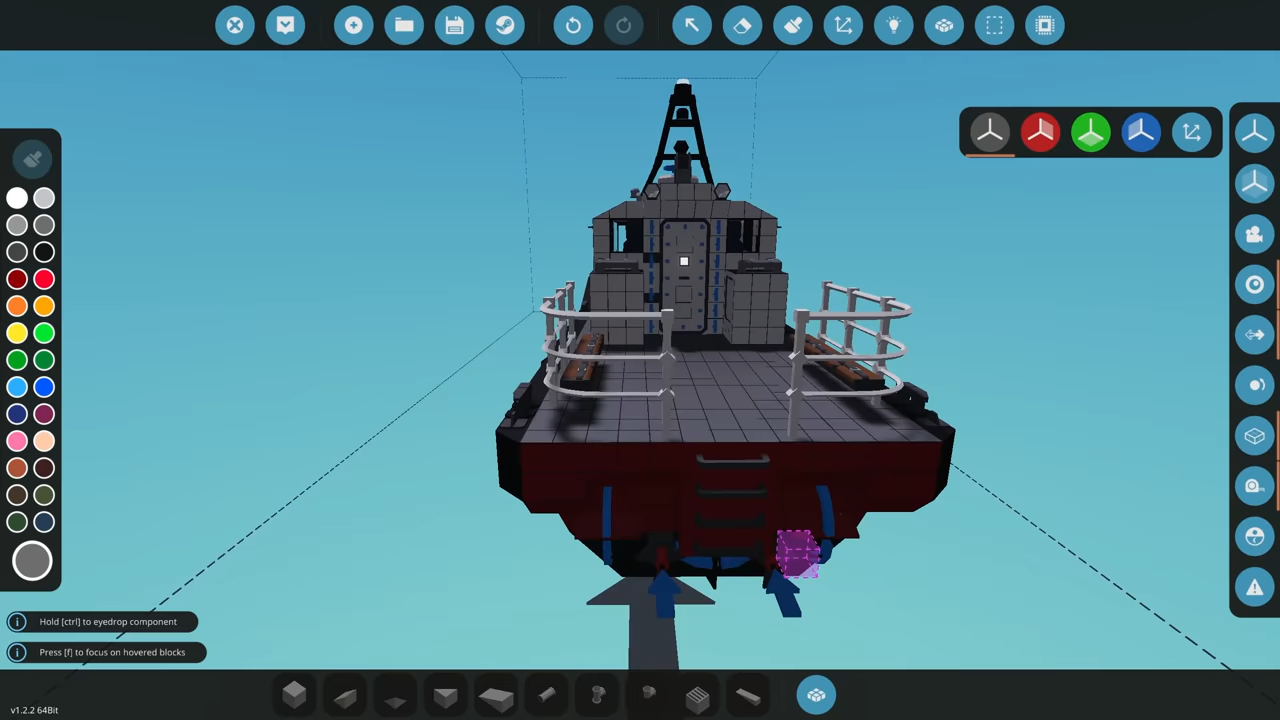 Hold [ctrl] to eyedrop component
Press [f] to focus on hovered blocks
v1.2.2 64Bit